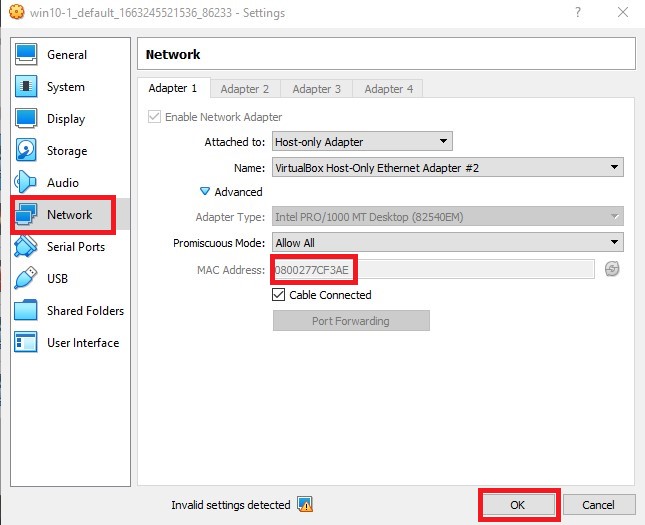 win10-1_default_1663245521536_86233 - Settings
?
General
System
Display
Storage
Audio
Network
Serial Ports
USB
Shared Folders
User Interface
Network
Adapter 1 Adapter 2 Adapter 3 Adapter 4
Enable Network Adapter
Attached to: Host-only Adapter
Name: VirtualBox Host-Only Ethernet Adapter #2
Advanced
Adapter Type: Intel PRO/1000 MT Desktop (82540EM)
Promiscuous Mode: Allow All
MAC Address: 0800277CF3AE
Cable Connected
Port Forwarding
Invalid settings detected OK Cancel